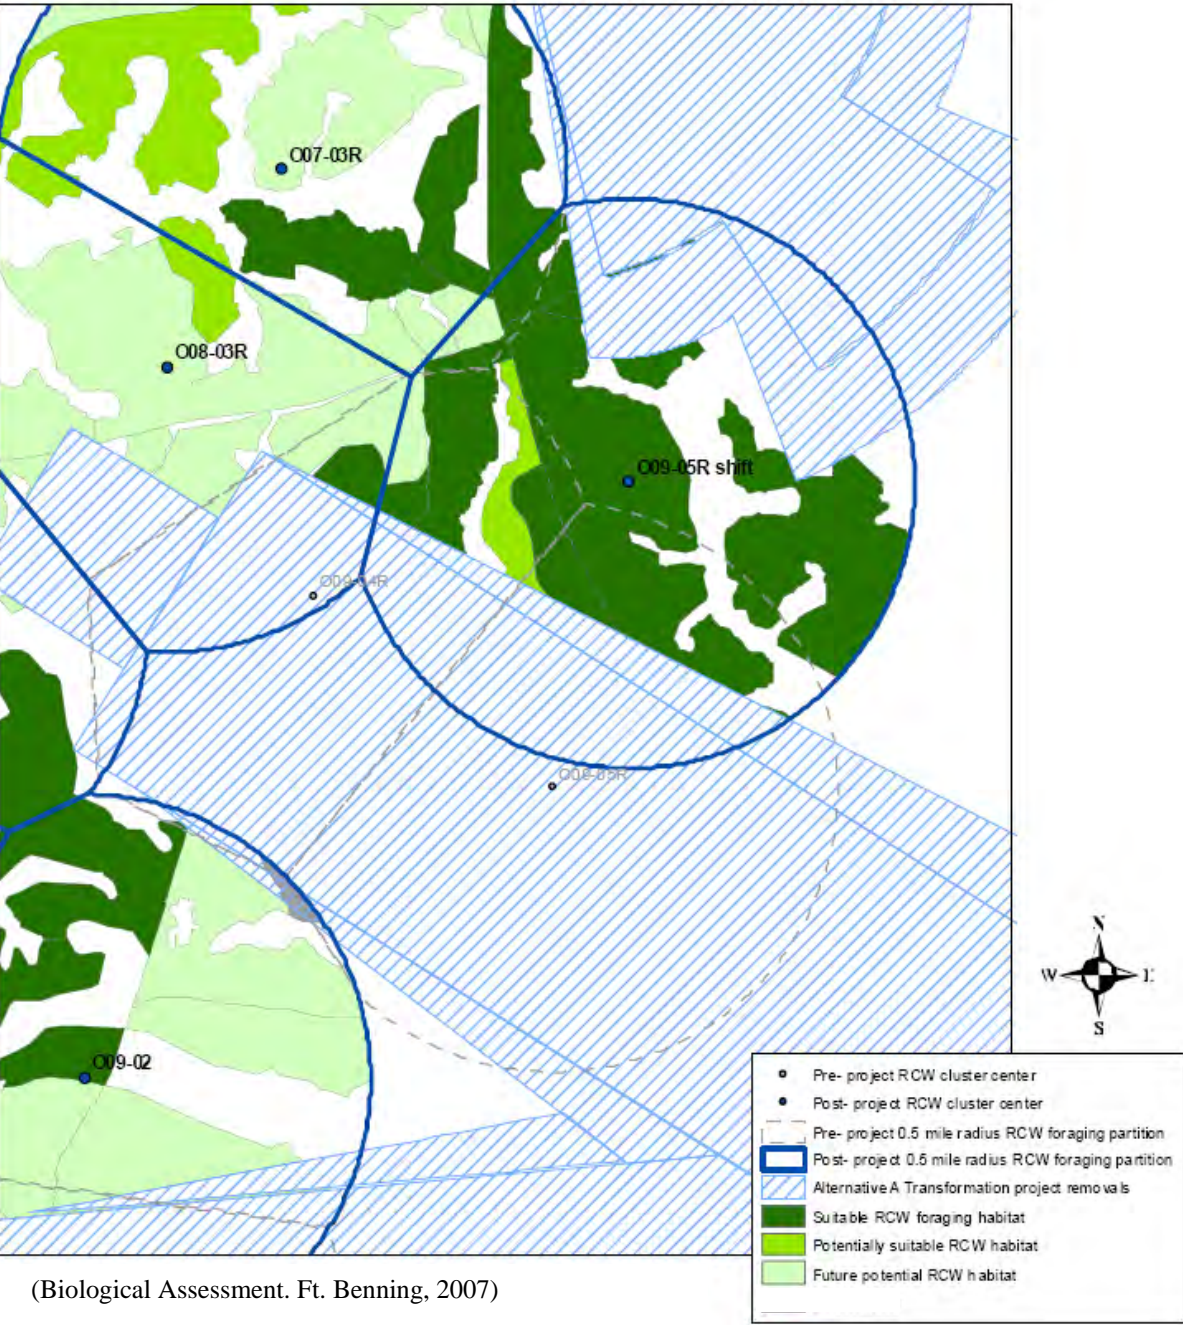 O07-03R
O08-03R
O09-05R shift
O09-04R
O09-05R
O09-02
N
W
S
Pre- project RCW cluster center
Post- project RCW cluster center
Pre- project 0.5 mile radius RCW foraging partition
Post- project 0.5 mile radius RCW foraging partition
Alternative A Transformation project removals
Suitable RCW foraging habitat
Potentially suitable RCW habitat
Future potential RCW habitat
(Biological Assessment. Ft. Benning, 2007)